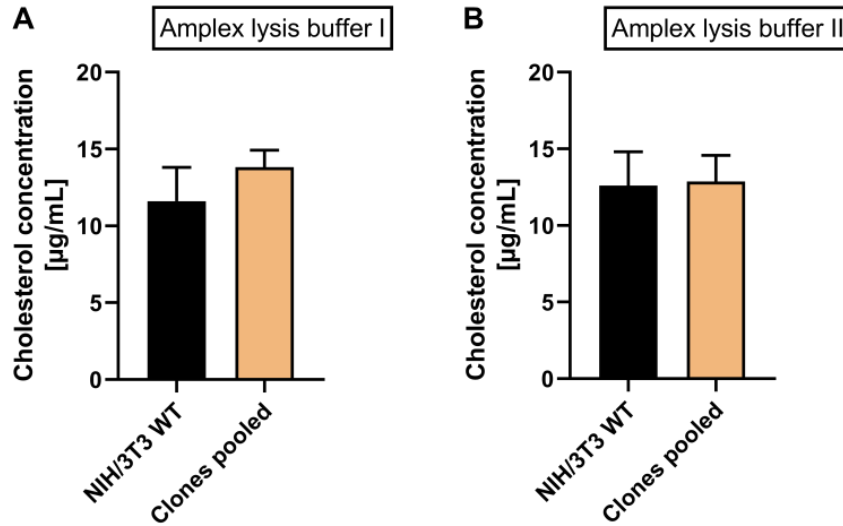 A
Amplex lysis buffer I
Cholesterol concentration
[µg/mL]
20
15
10
5
0
NIH/3T3 WT
Clones pooled
B
Amplex lysis buffer II
Cholesterol concentration
[µg/mL]
20
15
10
5
0
NIH/3T3 WT
Clones pooled